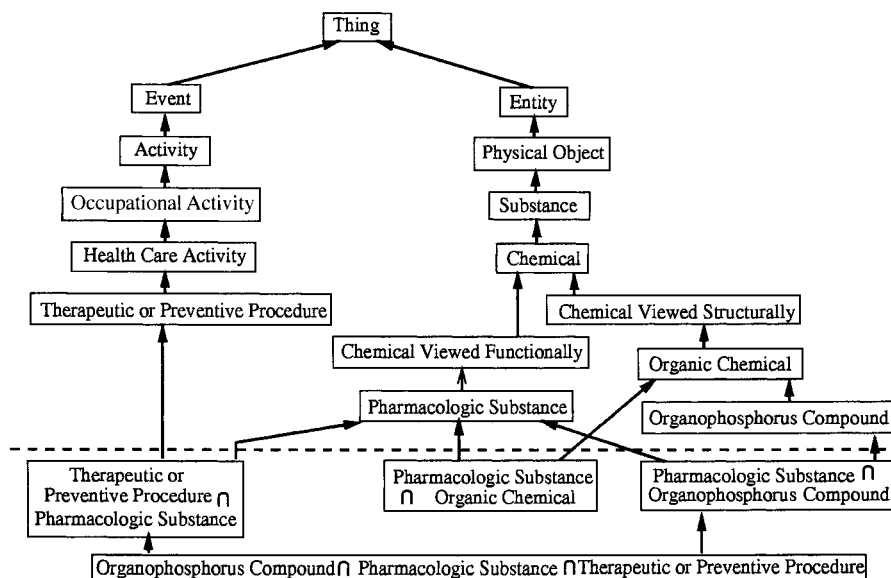 Thing
Event
Entity
Activity
Physical Object
Occupational Activity
Substance
Health Care Activity
Chemical
Therapeutic or Preventive Procedure
Chemical Viewed Structurally
Chemical Viewed Functionally
Organic Chemical
Pharmacologic Substance
Organophosphorus Compound
Therapeutic or
Preventive Procedure ∩
Pharmacologic Substance
Pharmacologic Substance
∩ Organic Chemical
Pharmacologic Substance ∩
Organophosphorus Compound
Organophosphorus Compound ∩ Pharmacologic Substance ∩ Therapeutic or Preventive Procedure